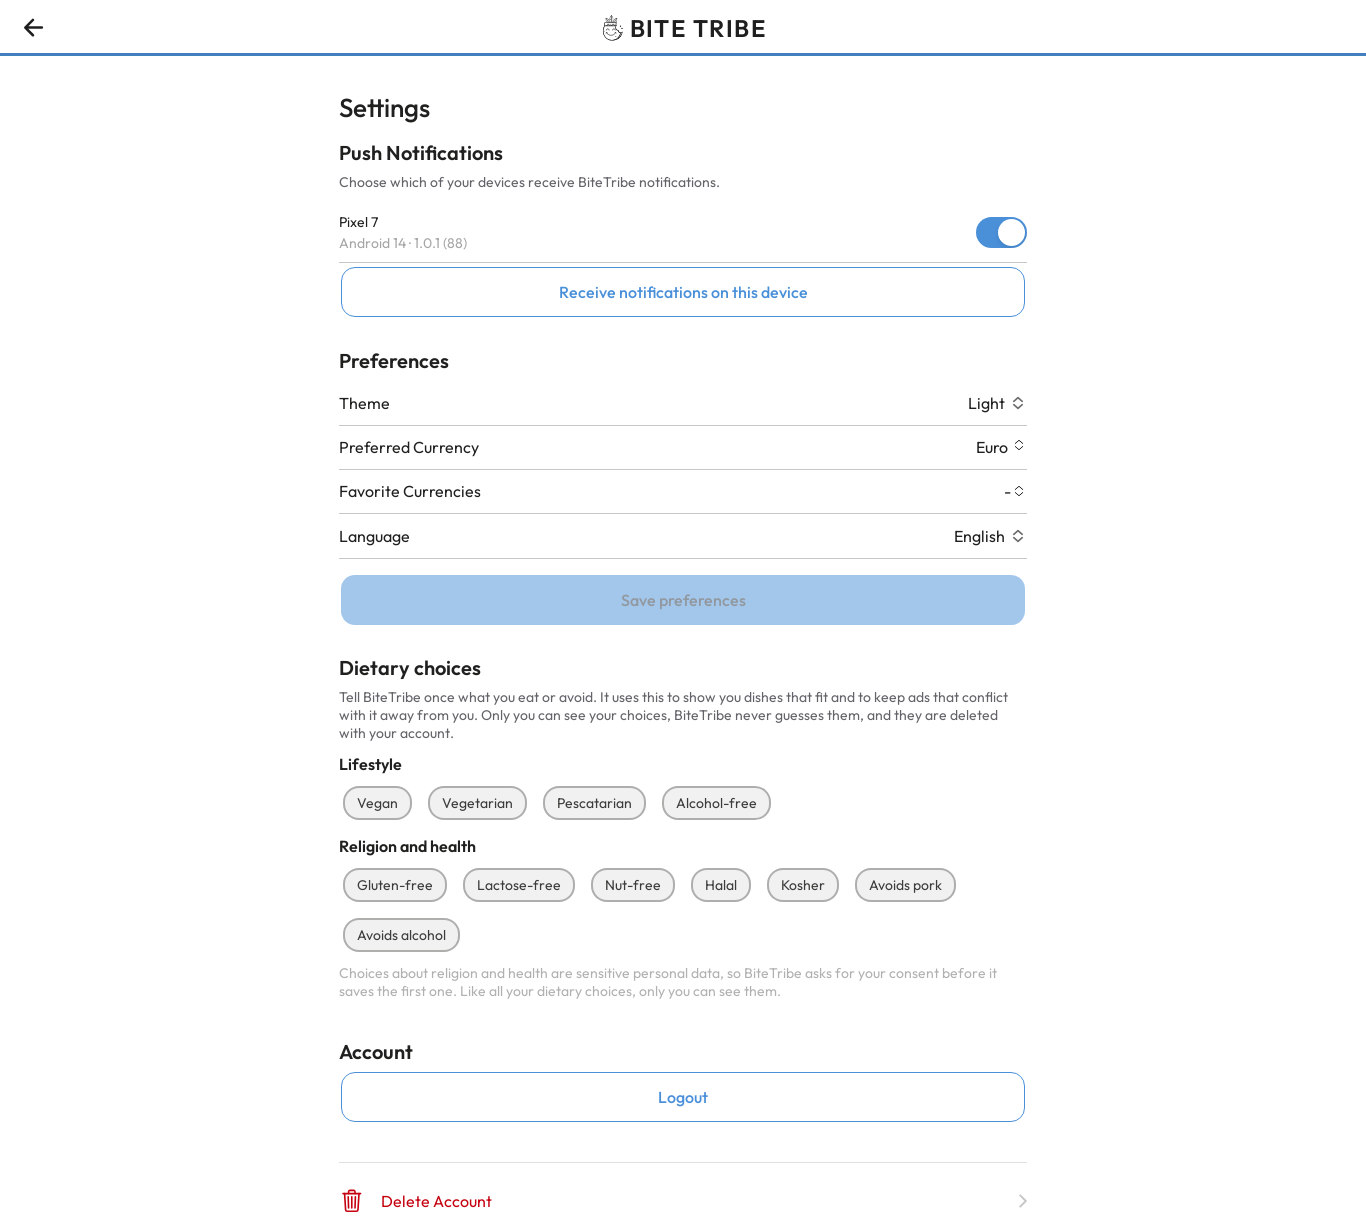 BITE TRIBE
Settings
Push Notifications
Choose which of your devices receive BiteTribe notifications.
Pixel 7
Android 14 · 1.0.1 (88)
Receive notifications on this device
Preferences
Theme Light
Preferred Currency Euro
Favorite Currencies -
Language English
Save preferences
Dietary choices
Tell BiteTribe once what you eat or avoid. It uses this to show you dishes that fit and to keep ads that conflict
with it away from you. Only you can see your choices, BiteTribe never guesses them, and they are deleted
with your account.
Lifestyle
Vegan Vegetarian Pescatarian Alcohol-free
Religion and health
Gluten-free Lactose-free Nut-free Halal Kosher Avoids pork
Avoids alcohol
Choices about religion and health are sensitive personal data, so BiteTribe asks for your consent before it
saves the first one. Like all your dietary choices, only you can see them.
Account
Logout
Delete Account